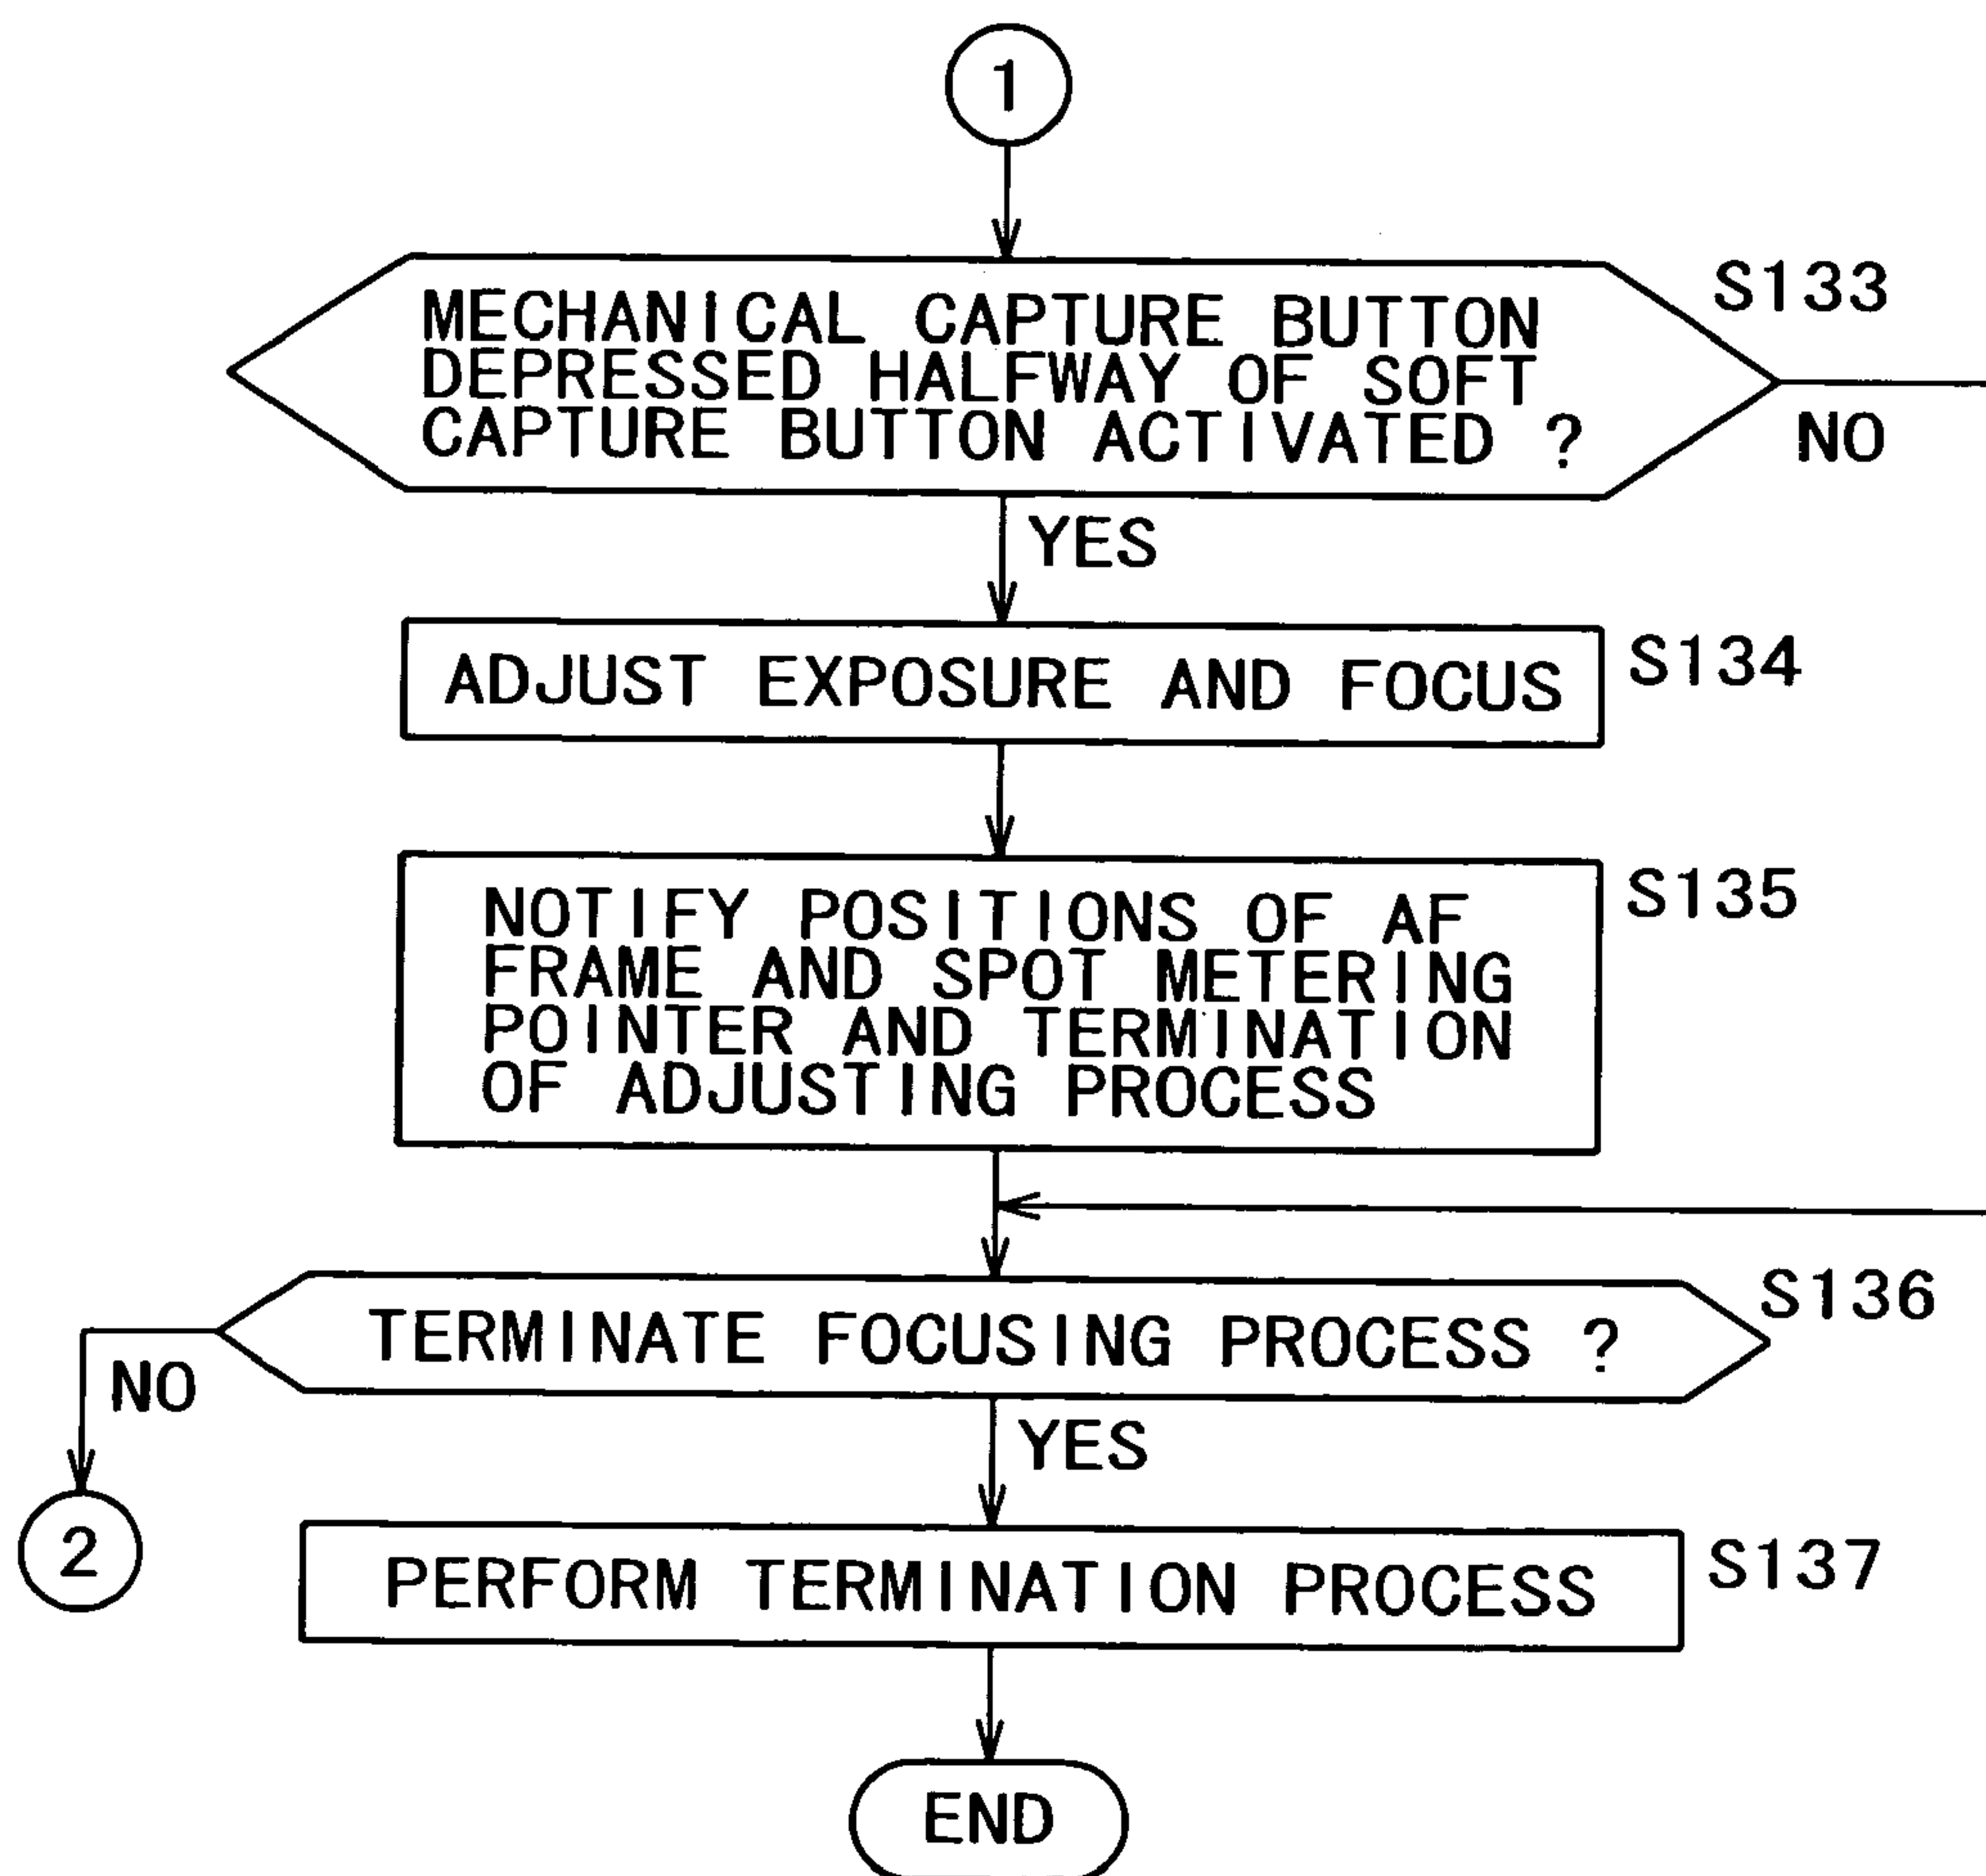 1
MECHANICAL CAPTURE BUTTON
DEPRESSED HALFWAY OF SOFT
CAPTURE BUTTON ACTIVATED ?
S133
NO
YES
ADJUST EXPOSURE AND FOCUS
S134
NOTIFY POSITIONS OF AF
FRAME AND SPOT METERING
POINTER AND TERMINATION
OF ADJUSTING PROCESS
S135
TERMINATE FOCUSING PROCESS ?
S136
NO
YES
2
PERFORM TERMINATION PROCESS
S137
END